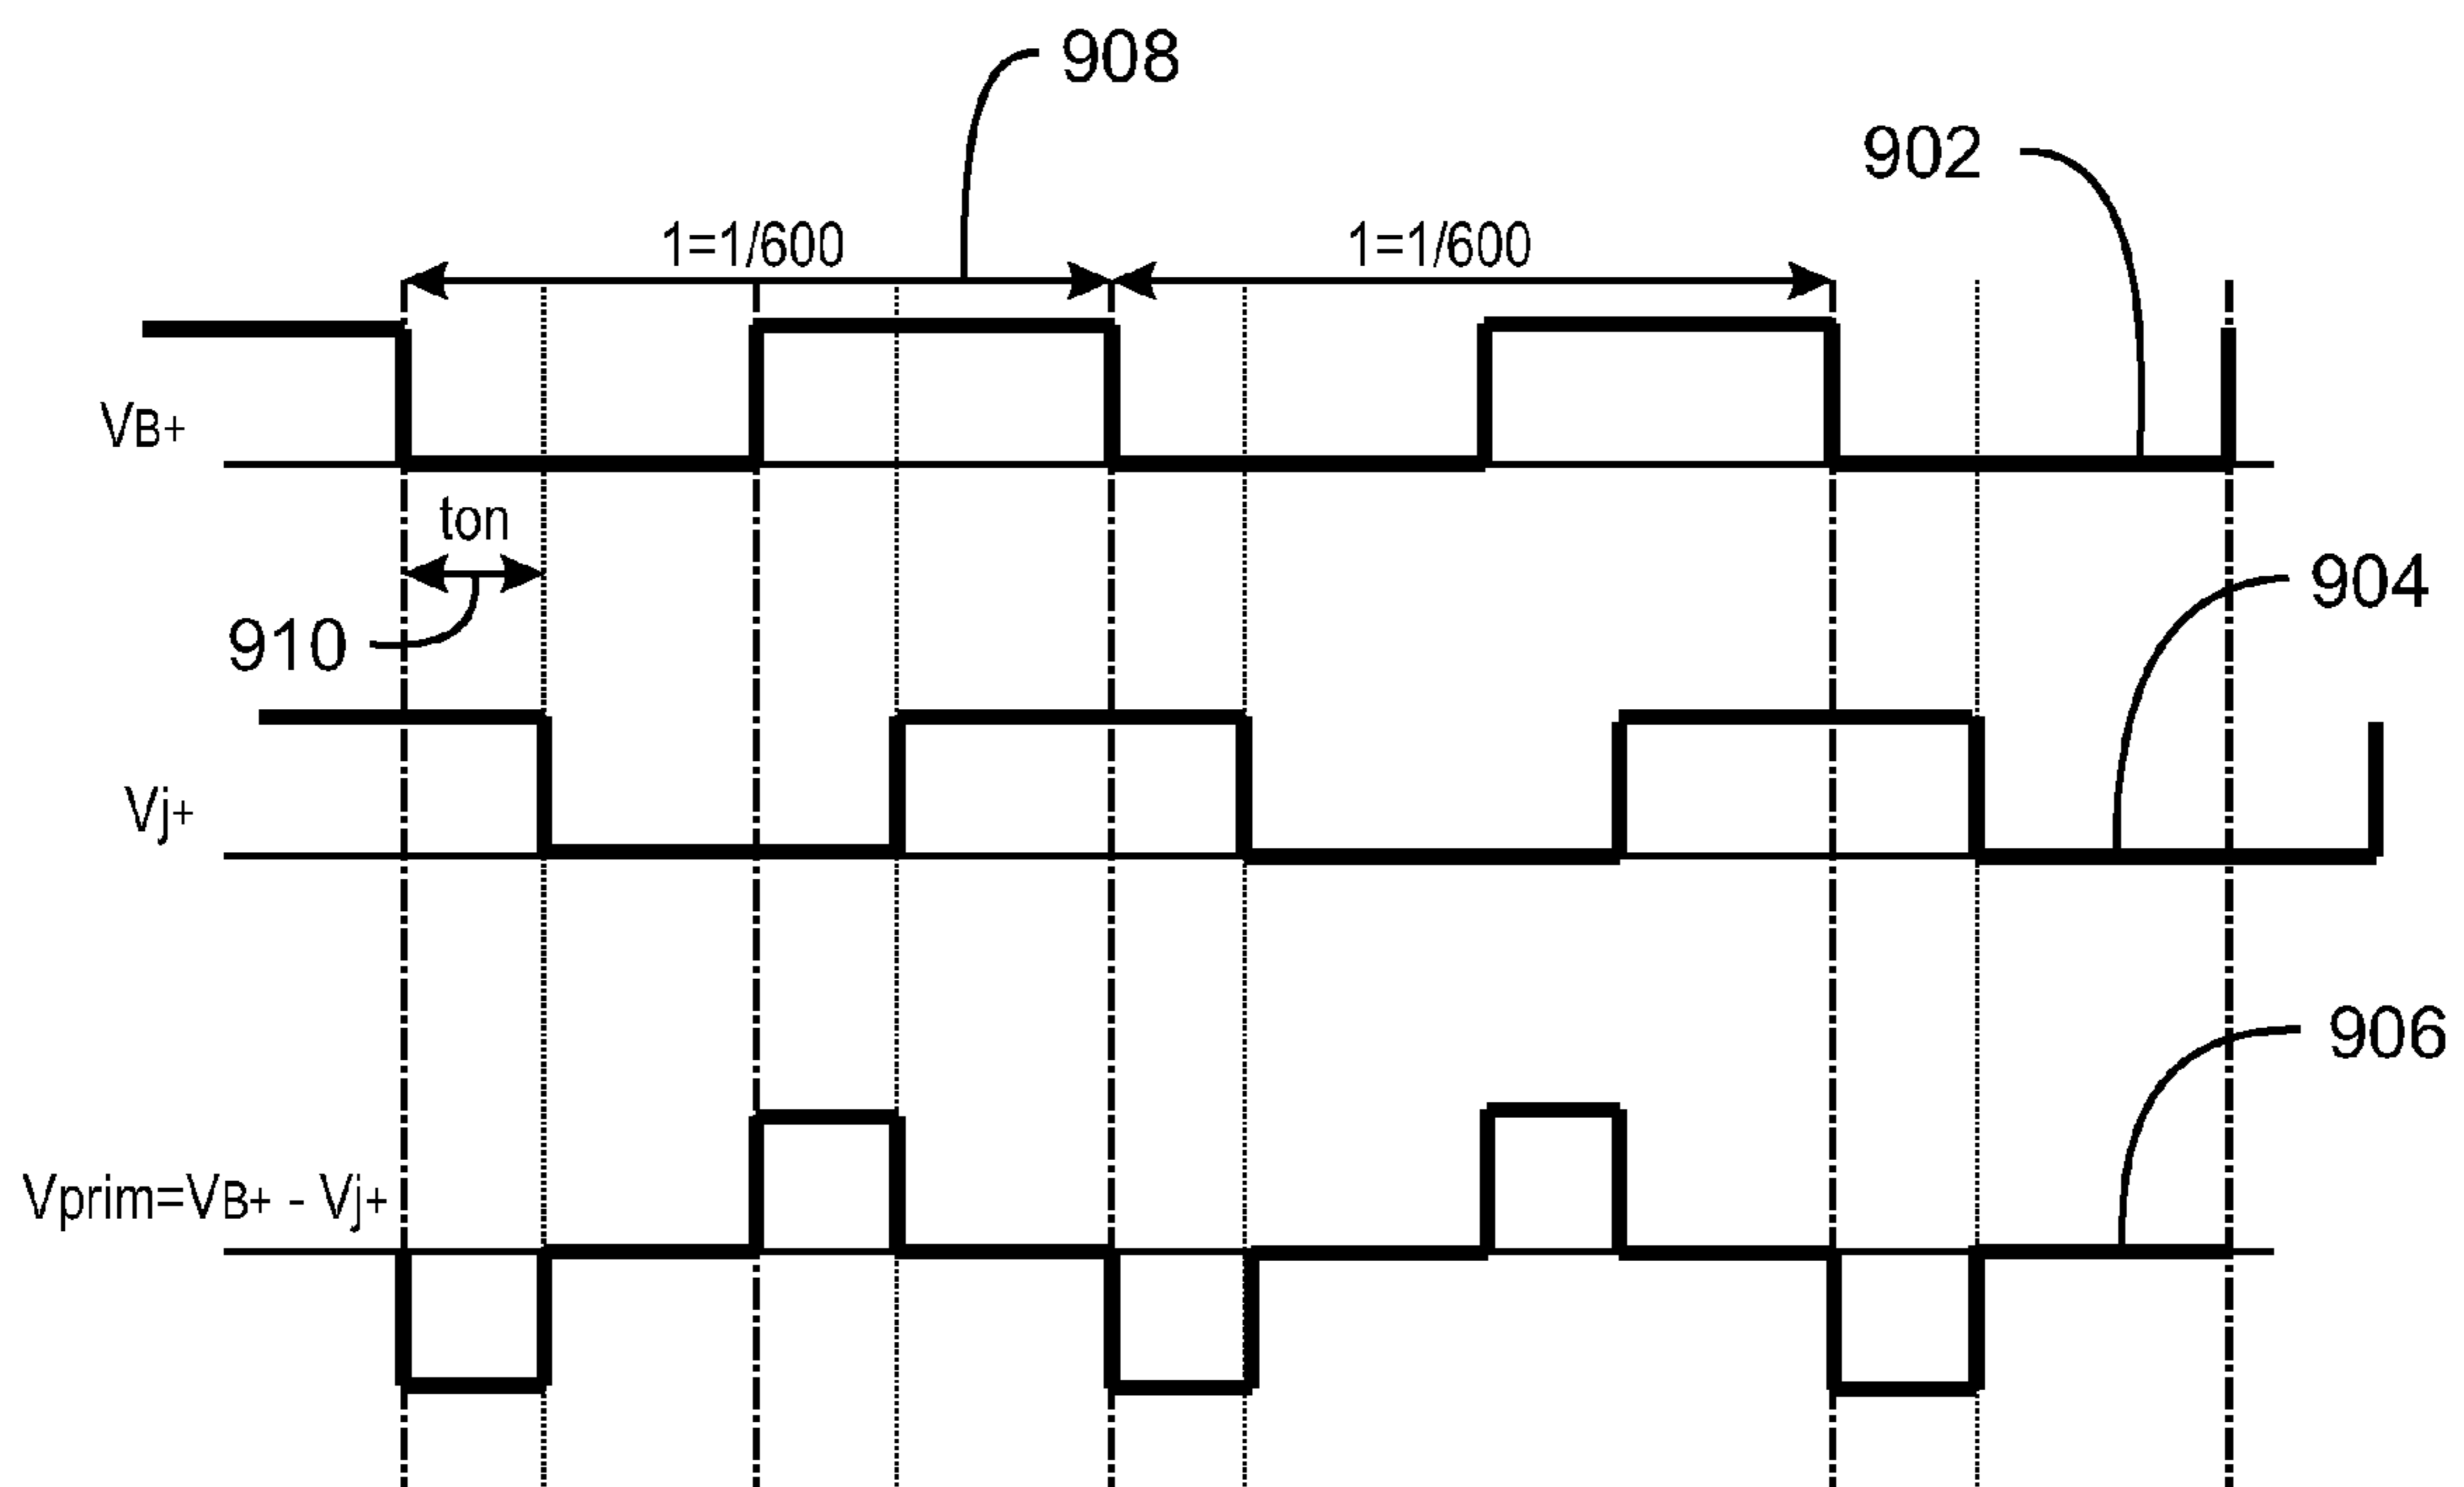 908
902
1=1/600
1=1/600
VB+
ton
904
910
Vj+
906
Vprim=VB+ - Vj+